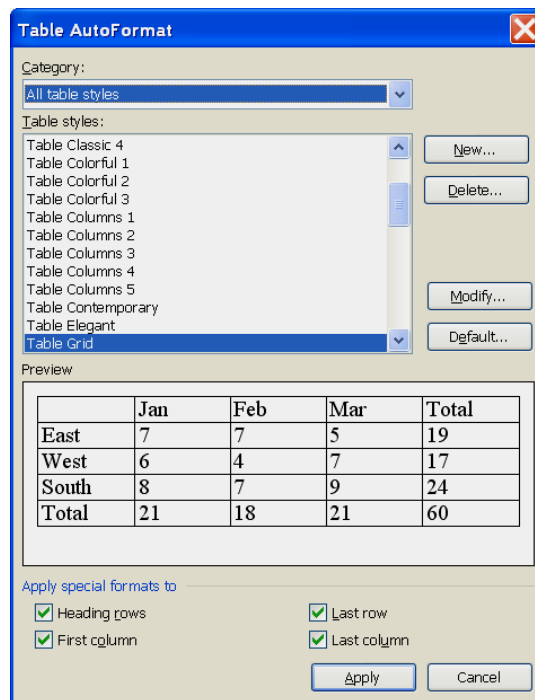 Table AutoFormat
Category:
All table styles
Table styles:
Table Classic 4
Table Colorful 1
Table Colorful 2
Table Colorful 3
Table Columns 1
Table Columns 2
Table Columns 3
Table Columns 4
Table Columns 5
Table Contemporary
Table Elegant
Table Grid
New...
Delete...
Modify...
Default...
Preview
Jan Feb Mar Total
East 7 7 5 19
West 6 4 7 17
South 8 7 9 24
Total 21 18 21 60
Apply special formats to
Heading rows Last row
First column Last column
Apply Cancel